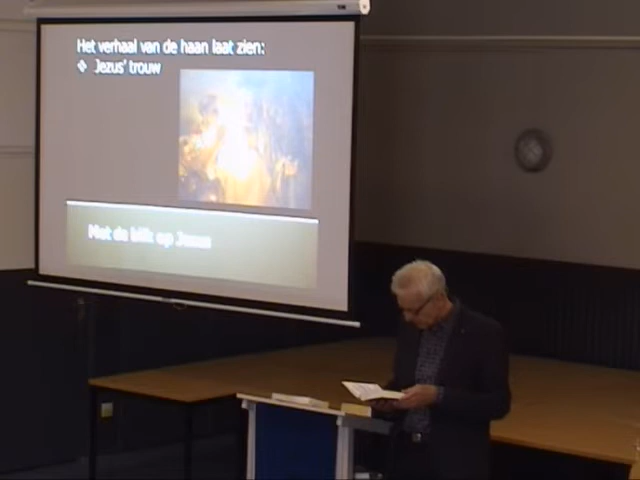 Het verhaal van de haan laat zien:
❖ Jezus' trouw
Met de blik op Jezus